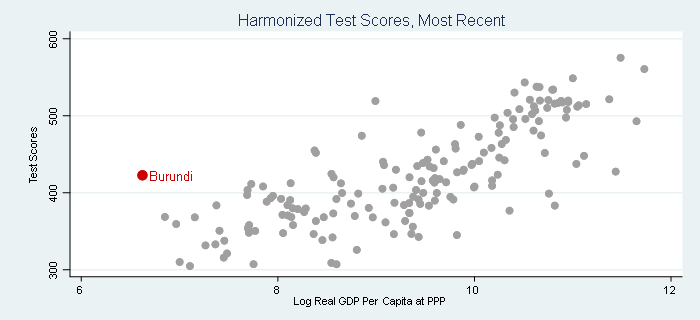 Harmonized Test Scores, Most Recent
600
500
400
300
Test Scores
Burundi
6
8
10
12
Log Real GDP Per Capita at PPP